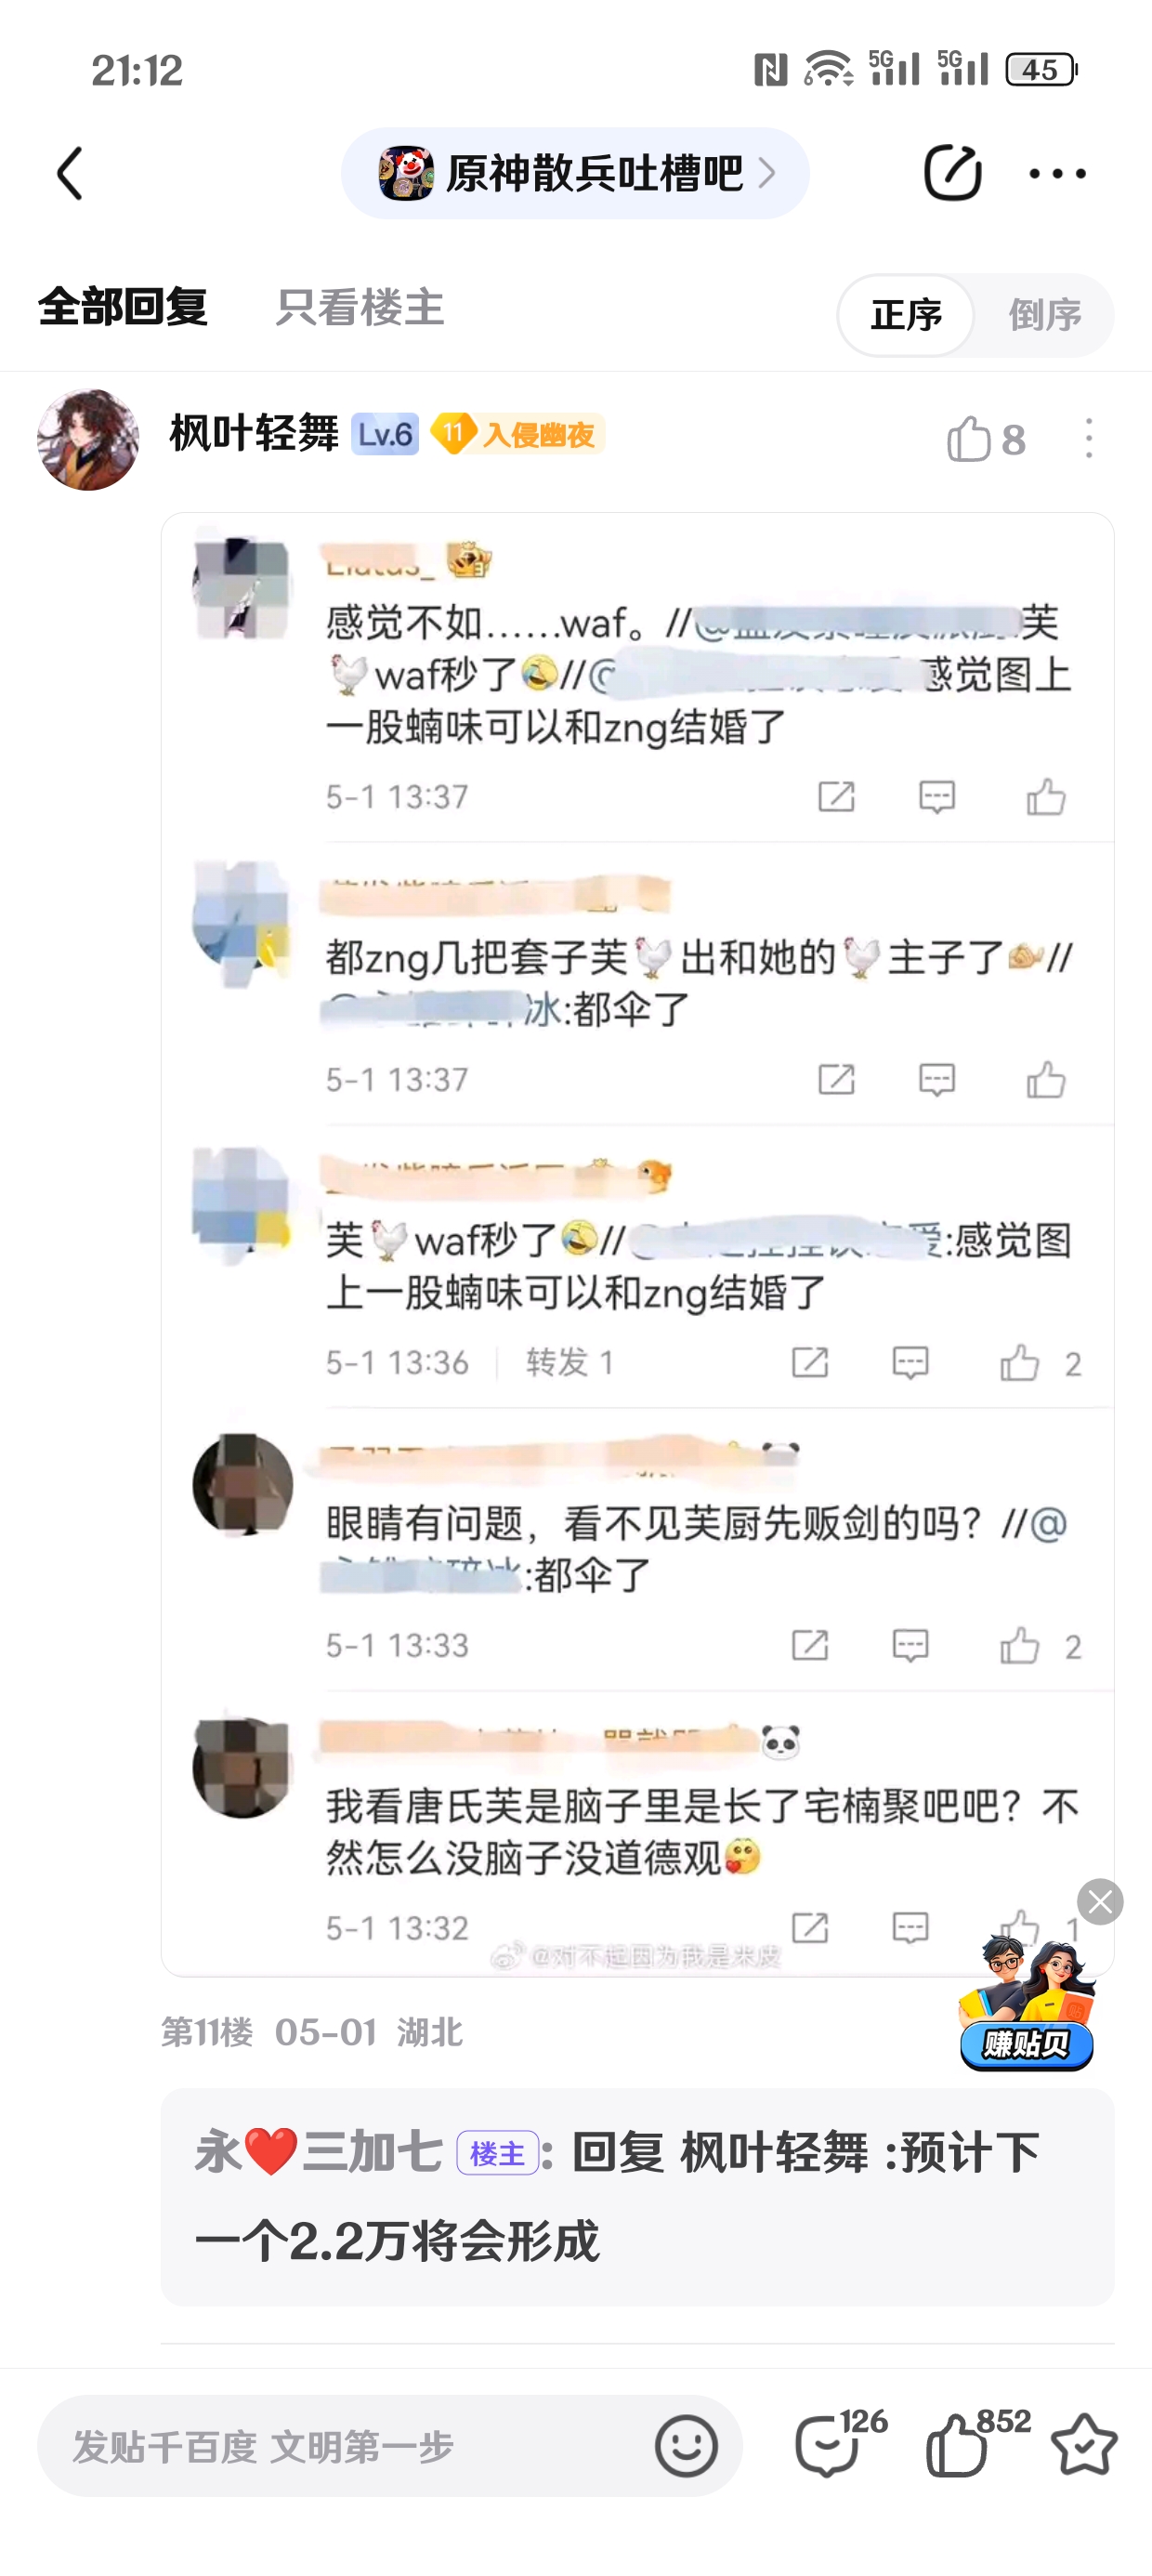 21:12
5G 5G 45
原神散兵吐槽吧
全部回复 只看楼主 正序 倒序
枫叶轻舞 Lv.6 11 入侵幽夜 8
感觉不如……waf。//芙
🐓waf秒了🤣//@感觉图上
一股蝻味可以和zng结婚了
5-1 13:37
都zng几把套子芙🐓出和她的🐓主子了//
冰:都伞了
5-1 13:37
芙🐓waf秒了🤣//爱:感觉图
上一股蝻味可以和zng结婚了
5-1 13:36 转发 1 2
眼睛有问题，看不见芙厨先贩剑的吗？//@
:都伞了
5-1 13:33 2
我看唐氏芙是脑子里是长了宅楠聚吧吧？不
然怎么没脑子没道德观
5-1 13:32 1
@对不起因为我是米皮
赚贴贝
第11楼 05-01 湖北
永❤️三加七 楼主: 回复 枫叶轻舞 :预计下
一个2.2万将会形成
发贴千百度 文明第一步 126 852